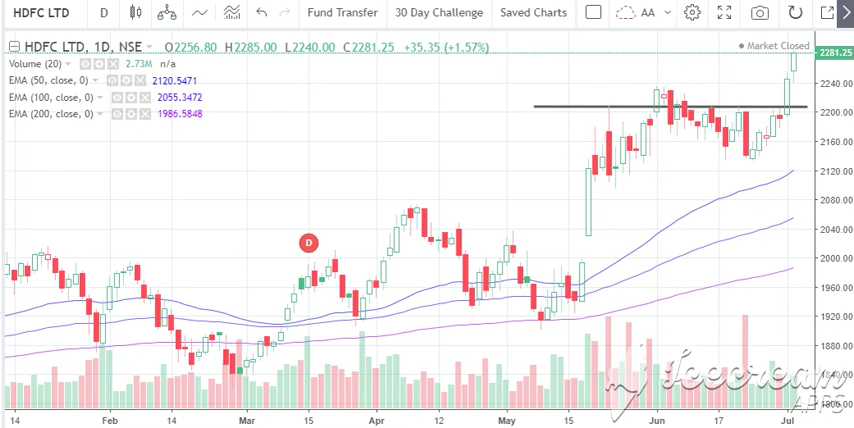 HDFC LTD D Fund Transfer 30 Day Challenge Saved Charts AA
HDFC LTD, 1D, NSE O2256.80 H2285.00 L2240.00 C2281.25 +35.35 (+1.57%)
Market Closed
Volume (20) 2.73M n/a
EMA (50, close, 0) 2120.5471
EMA (100, close, 0) 2055.3472
EMA (200, close, 0) 1986.5848
2281.25
2240.00
2200.00
2160.00
2120.00
2080.00
2040.00
2000.00
1960.00
1920.00
1880.00
1840.00
1800.00
D
APPS
14 Feb 14 Mar 15 Apr 15 May 15 Jun 17 Jul